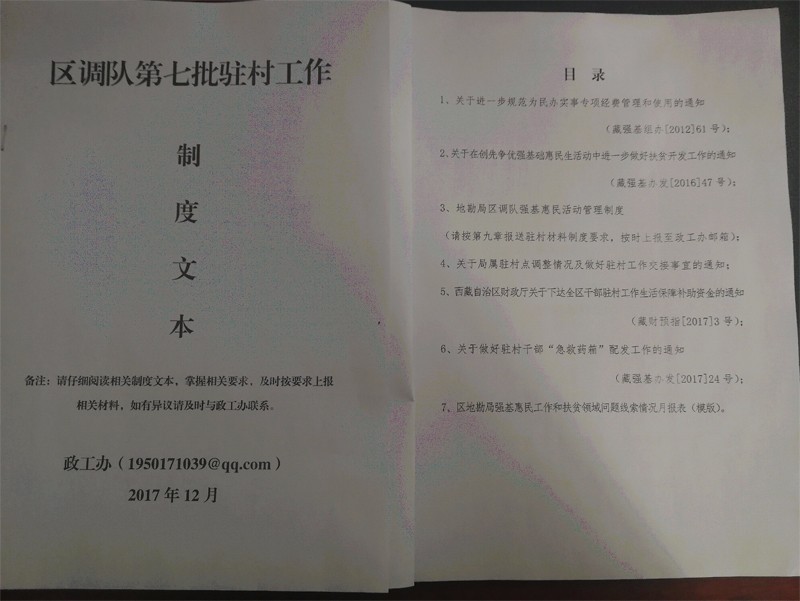 区调队第七批驻村工作
制
度
文
本
备注：请仔细阅读相关制度文本，掌握相关要求，及时按要求上报
相关材料，如有异议请及时与政工办联系。
政工办（1950171039@qq.com）
2017年12月
目 录
1、关于进一步规范为民办实事专项经费管理和使用的通知
（藏强基组办[2012]61号）；
2、关于在创先争优强基础惠民生活动中进一步做好扶贫开发工作的通知
（藏强基办发[2016]47号）；
3、地勘局区调队强基惠民活动管理制度
（请按第九章报送驻村材料制度要求，按时上报至政工办邮箱）；
4、关于局属驻村点调整情况及做好驻村工作交接事宜的通知；
5、西藏自治区财政厅关于下达全区干部驻村工作生活保障补助资金的通知
（藏财预指[2017]3号）；
6、关于做好驻村干部“急救药箱”配发工作的通知
（藏强基办发[2017]24号）；
7、区地勘局强基惠民工作和扶贫领域问题线索情况月报表（模版）。